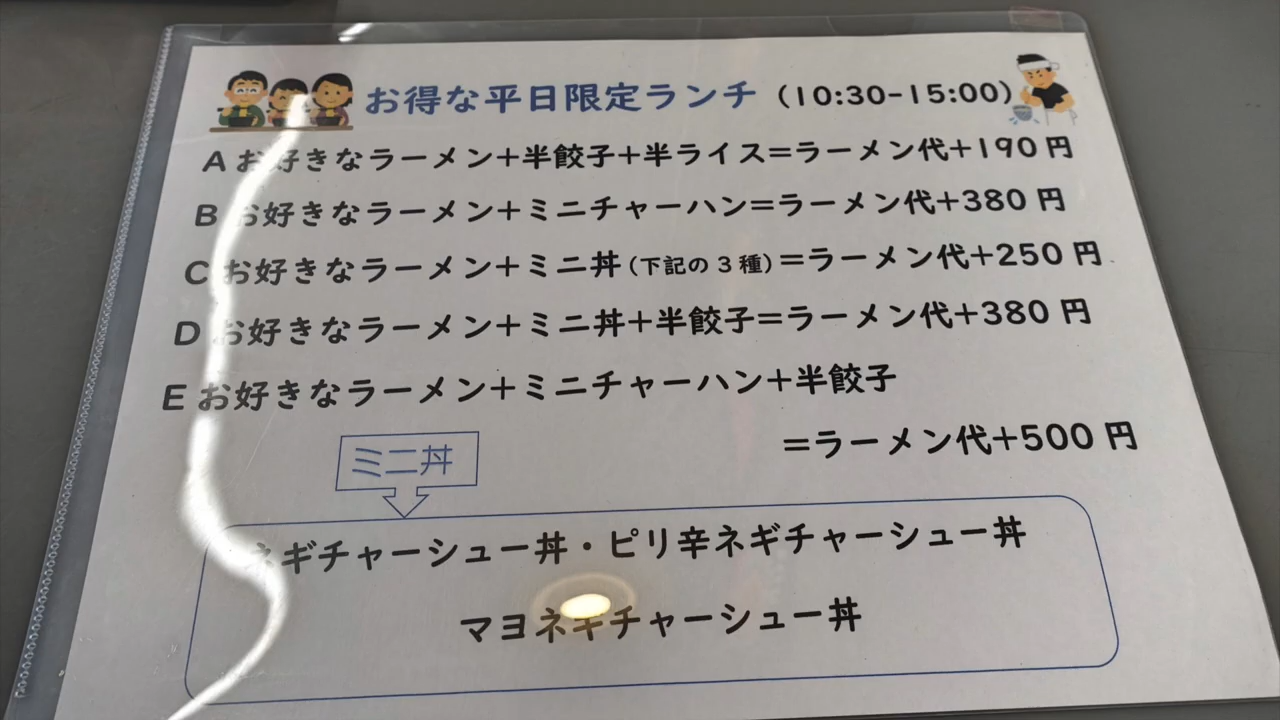 お得な平日限定ランチ (10:30-15:00)
A お好きなラーメン+半餃子+半ライス=ラーメン代+190円
B お好きなラーメン+ミニチャーハン=ラーメン代+380円
C お好きなラーメン+ミニ丼(下記の3種)=ラーメン代+250円
D お好きなラーメン+ミニ丼+半餃子=ラーメン代+380円
E お好きなラーメン+ミニチャーハン+半餃子
=ラーメン代+500円
ミニ丼
ネギチャーシュー丼・ピリ辛ネギチャーシュー丼
マヨネギチャーシュー丼